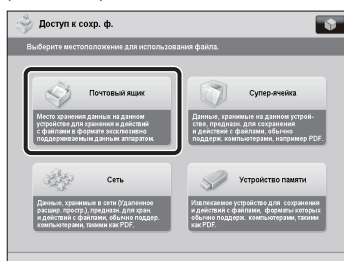 Доступ к сохр. ф.
Выберите местоположение для использования файла.
Почтовый ящик
Место хранения данных на данном
устройстве для хранения и действий
с файлами в формате эксклюзивно
поддерживаемым данным аппаратом.
Супер-ячейка
Данные, хранимые на данном устрой-
стве, предназн. для сохранения
и действий с файлами, обычно
поддерж. компьютерами, например PDF.
Сеть
Данные, хранимые в сети (Удаленное
расшир. простр.), предназн. для хран.
и действий с файлами, обычно поддер.
компьютерами, такими как PDF.
Устройство памяти
Извлекаемое устройство для сохранения
и действий с файлами, форматы которых
обычно поддерж. компьютерами, такими
как PDF.